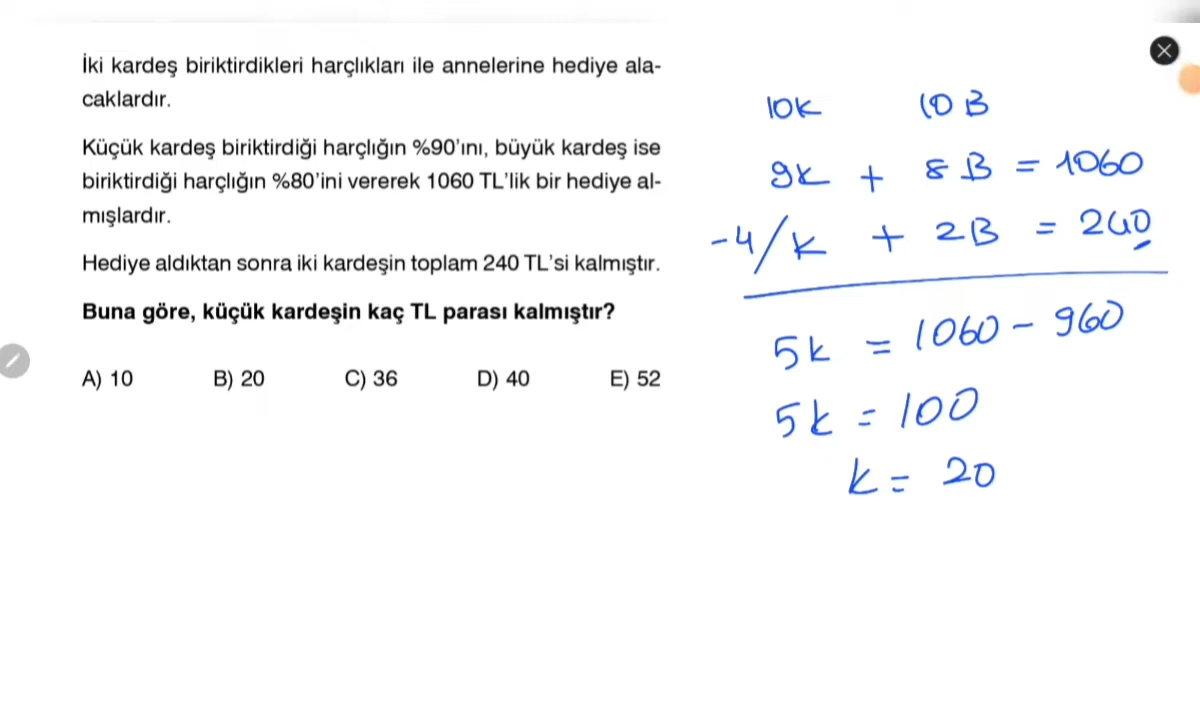 İki kardeş biriktirdikleri harçlıkları ile annelerine hediye ala-
caklardır.
Küçük kardeş biriktirdiği harçlığın %90'ını, büyük kardeş ise
biriktirdiği harçlığın %80'ini vererek 1060 TL'lik bir hediye al-
mışlardır.
Hediye aldıktan sonra iki kardeşin toplam 240 TL'si kalmıştır.
Buna göre, küçük kardeşin kaç TL parası kalmıştır?
A) 10 B) 20 C) 36 D) 40 E) 52
10K 10B
9K + 8B = 1060
-4/K + 2B = 240
5K = 1060 - 960
5k = 100
k = 20